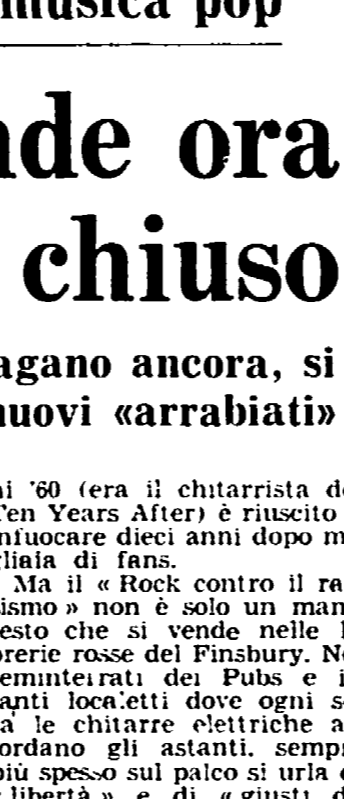 musica pop
nde ora
chiuso
agano ancora, si
nuovi «arrabiati»
ni '60 (era il chitarrista de
Ten Years After) è riuscito
nfuocare dieci anni dopo m
gliaia di fans.
Ma il « Rock contro il ra
ismo » non è solo un man
esto che si vende nelle l
brerie rosse del Finsbury. Ne
eminterrati dei Pubs e i
anti localetti dove ogni s
a le chitarre elettriche a
ordano gli astanti, sempr
più spesso sul palco si urla d
libertà » e di « giusti d